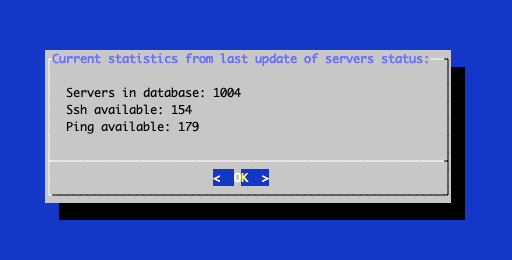 Current statistics from last update of servers status:
Servers in database: 1004
Ssh available: 154
Ping available: 179
< OK >